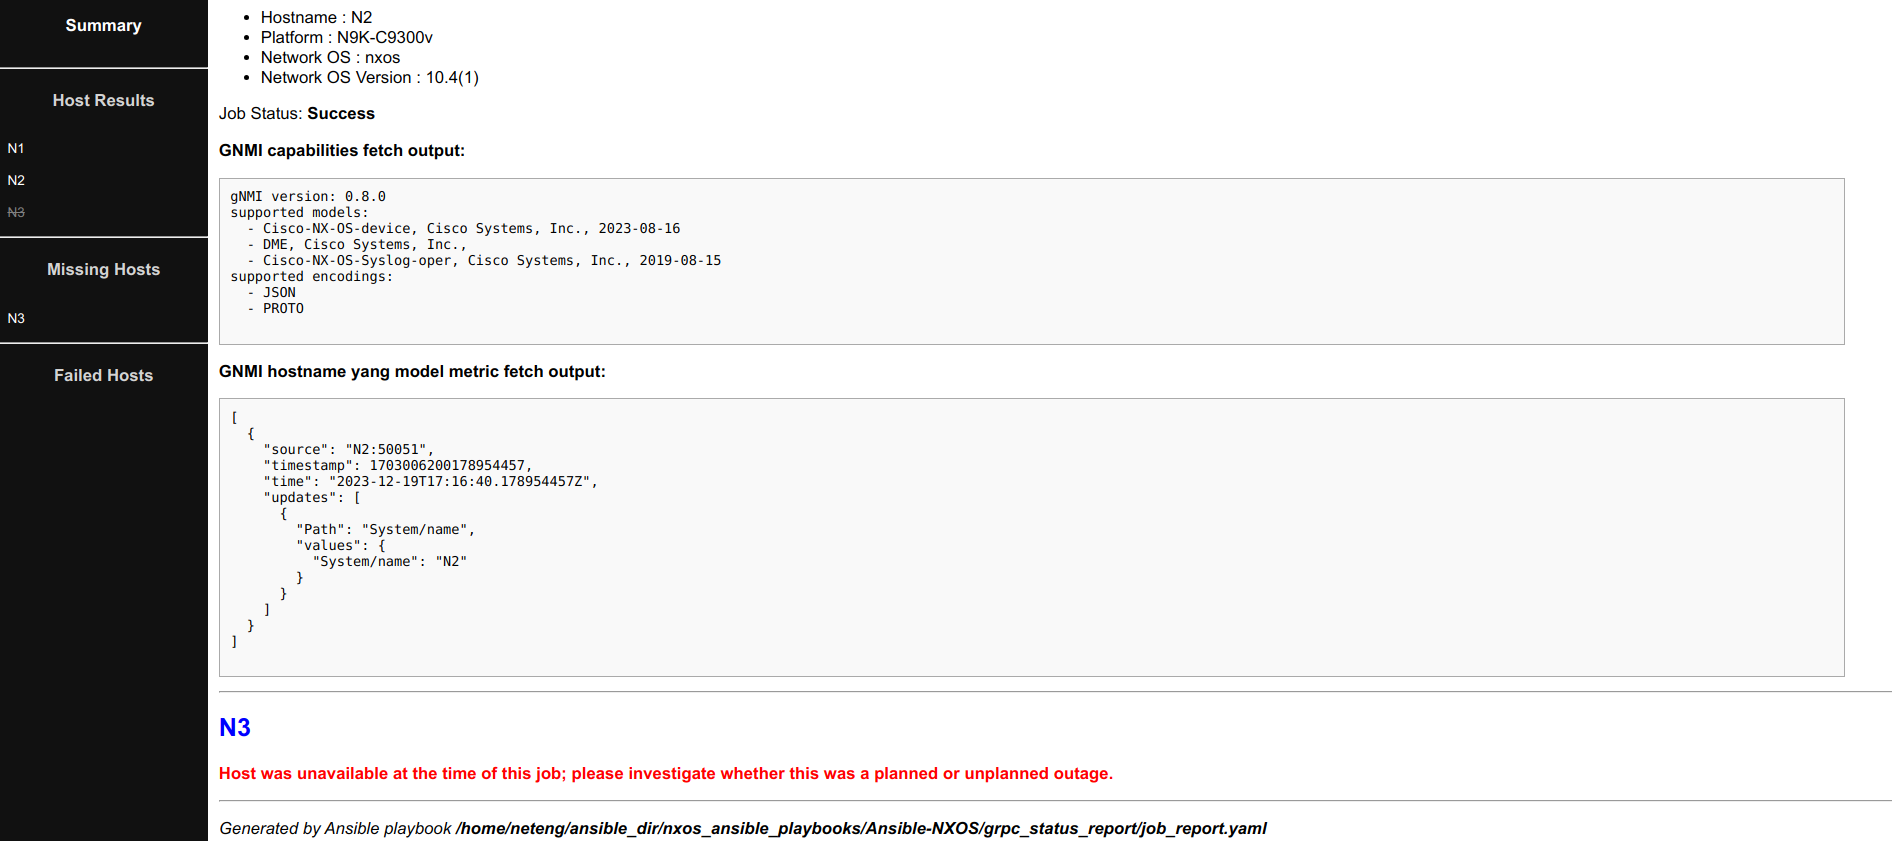 Summary
Host Results
N1
N2
N3
Missing Hosts
N3
Failed Hosts
• Hostname : N2
• Platform : N9K-C9300v
• Network OS : nxos
• Network OS Version : 10.4(1)
Job Status: Success
GNMI capabilities fetch output:
gNMI version: 0.8.0
supported models:
  - Cisco-NX-OS-device, Cisco Systems, Inc., 2023-08-16
  - DME, Cisco Systems, Inc.,
  - Cisco-NX-OS-Syslog-oper, Cisco Systems, Inc., 2019-08-15
supported encodings:
  - JSON
  - PROTO
GNMI hostname yang model metric fetch output:
[
  {
    "source": "N2:50051",
    "timestamp": 1703006200178954457,
    "time": "2023-12-19T17:16:40.178954457Z",
    "updates": [
      {
        "Path": "System/name",
        "values": {
          "System/name": "N2"
        }
      }
    ]
  }
]
N3
Host was unavailable at the time of this job; please investigate whether this was a planned or unplanned outage.
Generated by Ansible playbook /home/neteng/ansible_dir/nxos_ansible_playbooks/Ansible-NXOS/grpc_status_report/job_report.yaml